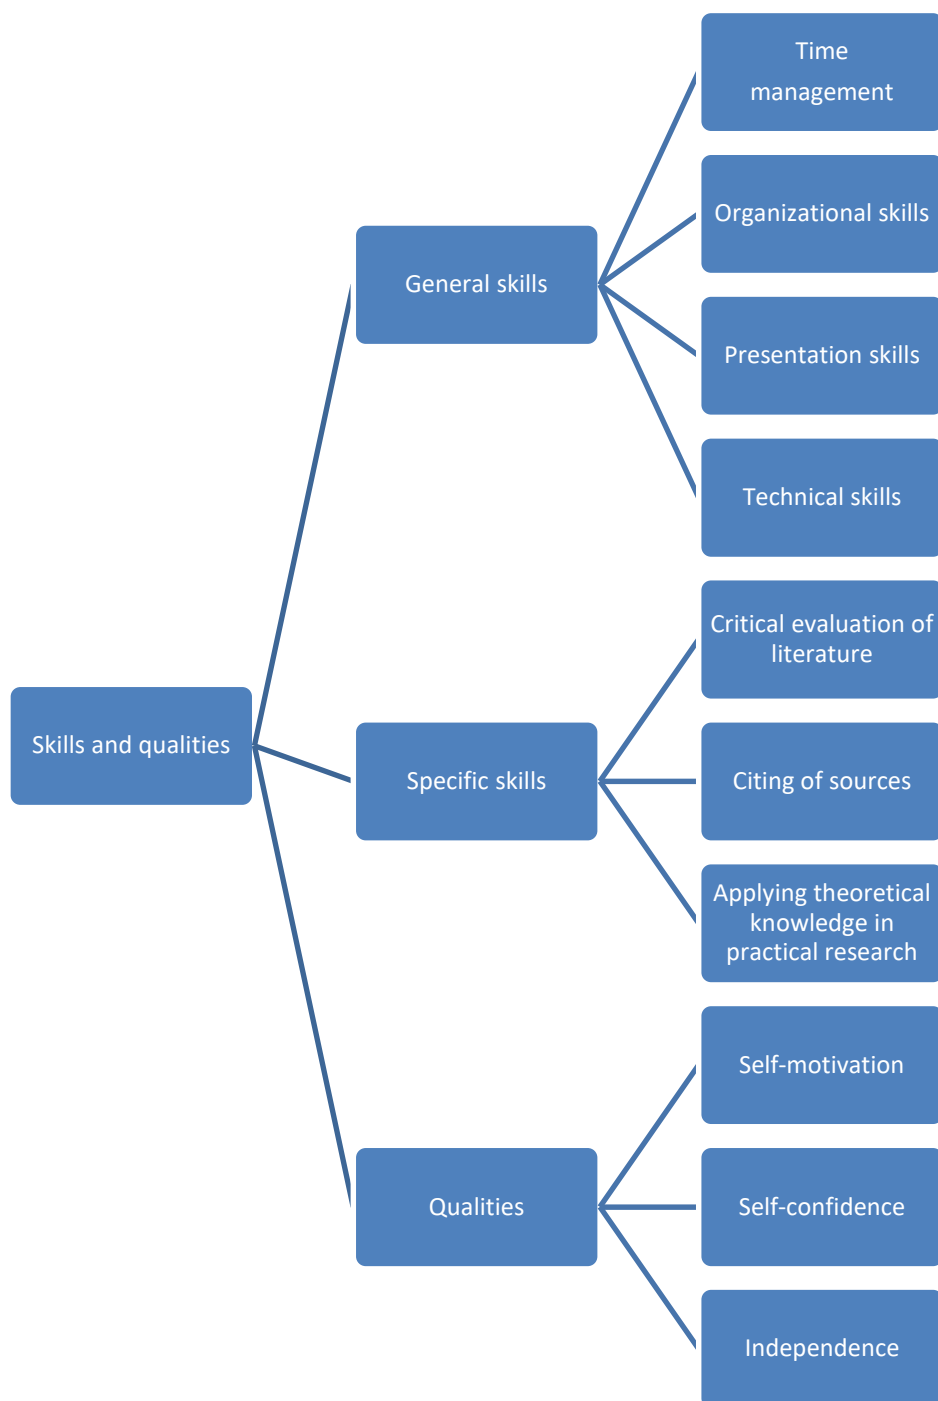 Time
management
Organizational skills
General skills
Presentation skills
Technical skills
Critical evaluation of
literature
Skills and qualities
Specific skills
Citing of sources
Applying theoretical
knowledge in
practical research
Self-motivation
Qualities
Self-confidence
Independence